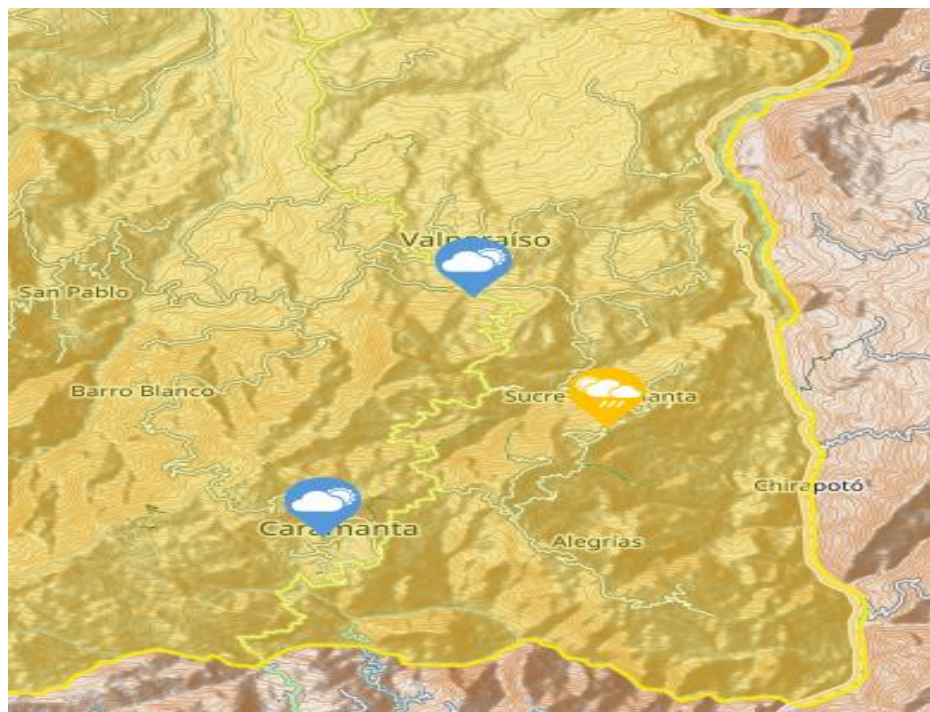 Valparaíso
San Pablo
Barro Blanco
Sucre
Chirapotó
Caramanta
Alegrías